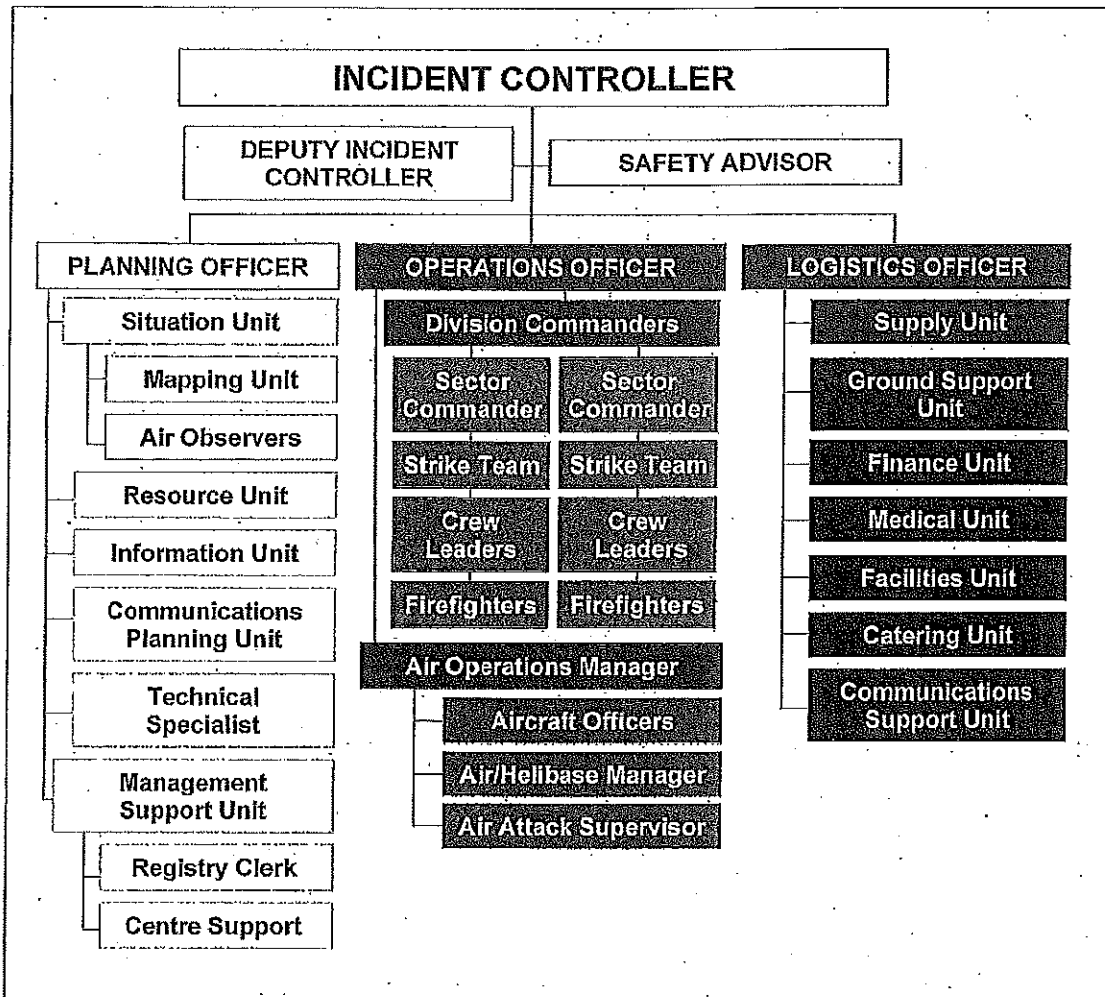 INCIDENT CONTROLLER
DEPUTY INCIDENT
CONTROLLER
SAFETY ADVISOR
PLANNING OFFICER
Situation Unit
Mapping Unit
Air Observers
Resource Unit
Information Unit
Communications
Planning Unit
Technical
Specialist
Management
Support Unit
Registry Clerk
Centre Support
OPERATIONS OFFICER
Division Commanders
Sector
Commander
Strike Team
Crew
Leaders
Firefighters
Sector
Commander
Strike Team
Crew
Leaders
Firefighters
Air Operations Manager
Aircraft Officers
Air/Helibase Manager
Air Attack Supervisor
LOGISTICS OFFICER
Supply Unit
Ground Support
Unit
Finance Unit
Medical Unit
Facilities Unit
Catering Unit
Communications
Support Unit